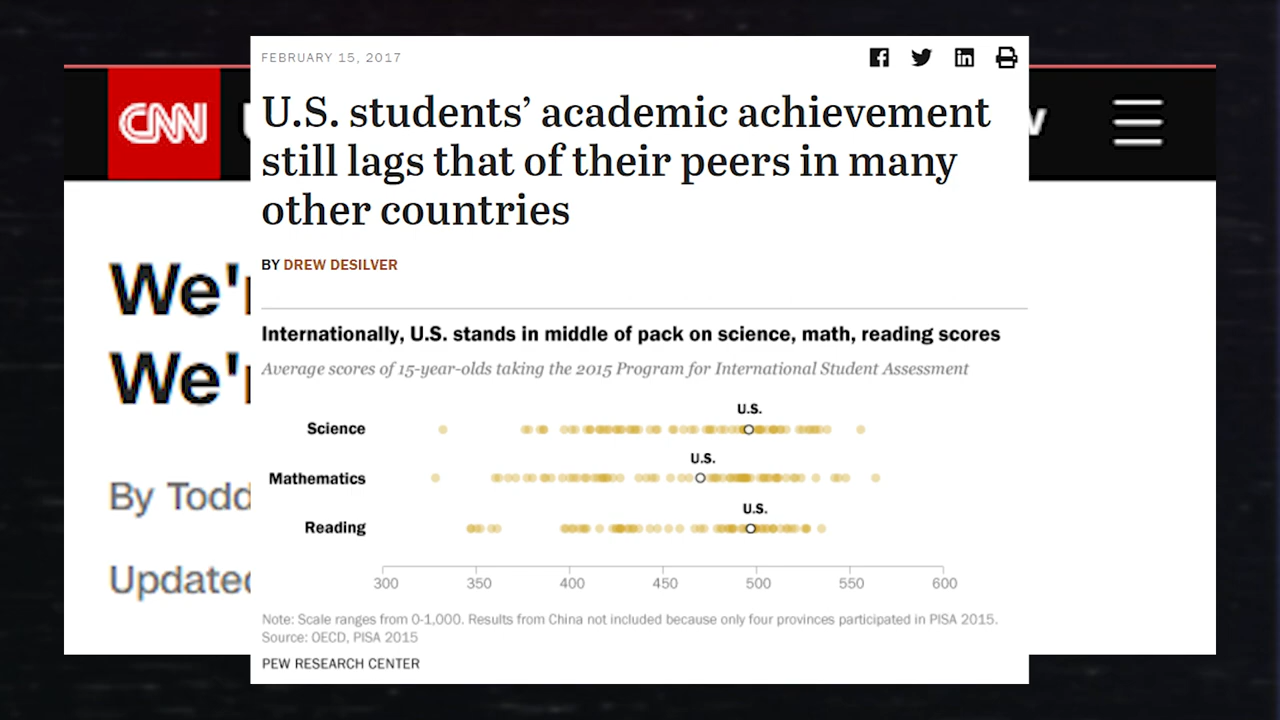 FEBRUARY 15, 2017
CNN
U.S. students’ academic achievement
still lags that of their peers in many
other countries
BY DREW DESILVER
Internationally, U.S. stands in middle of pack on science, math, reading scores
Average scores of 15-year-olds taking the 2015 Program for International Student Assessment
U.S.
Science
U.S.
Mathematics
U.S.
Reading
300 350 400 450 500 550 600
Note: Scale ranges from 0-1,000. Results from China not included because only four provinces participated in PISA 2015.
Source: OECD, PISA 2015
PEW RESEARCH CENTER
By Todd
Updated